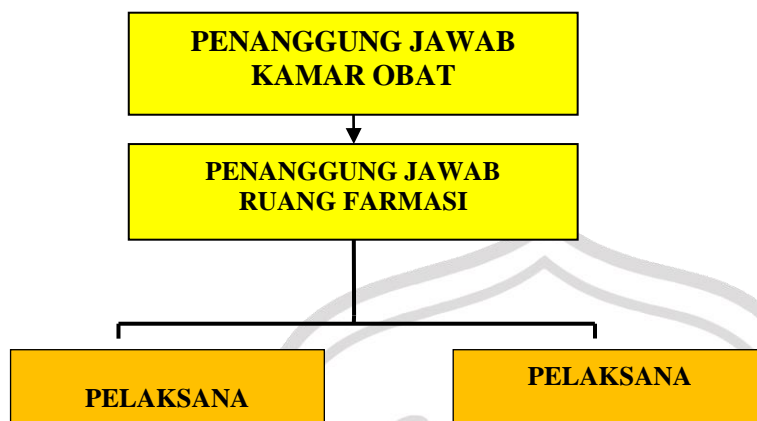 PENANGGUNG JAWAB
KAMAR OBAT
PENANGGUNG JAWAB
RUANG FARMASI
PELAKSANA
PELAKSANA